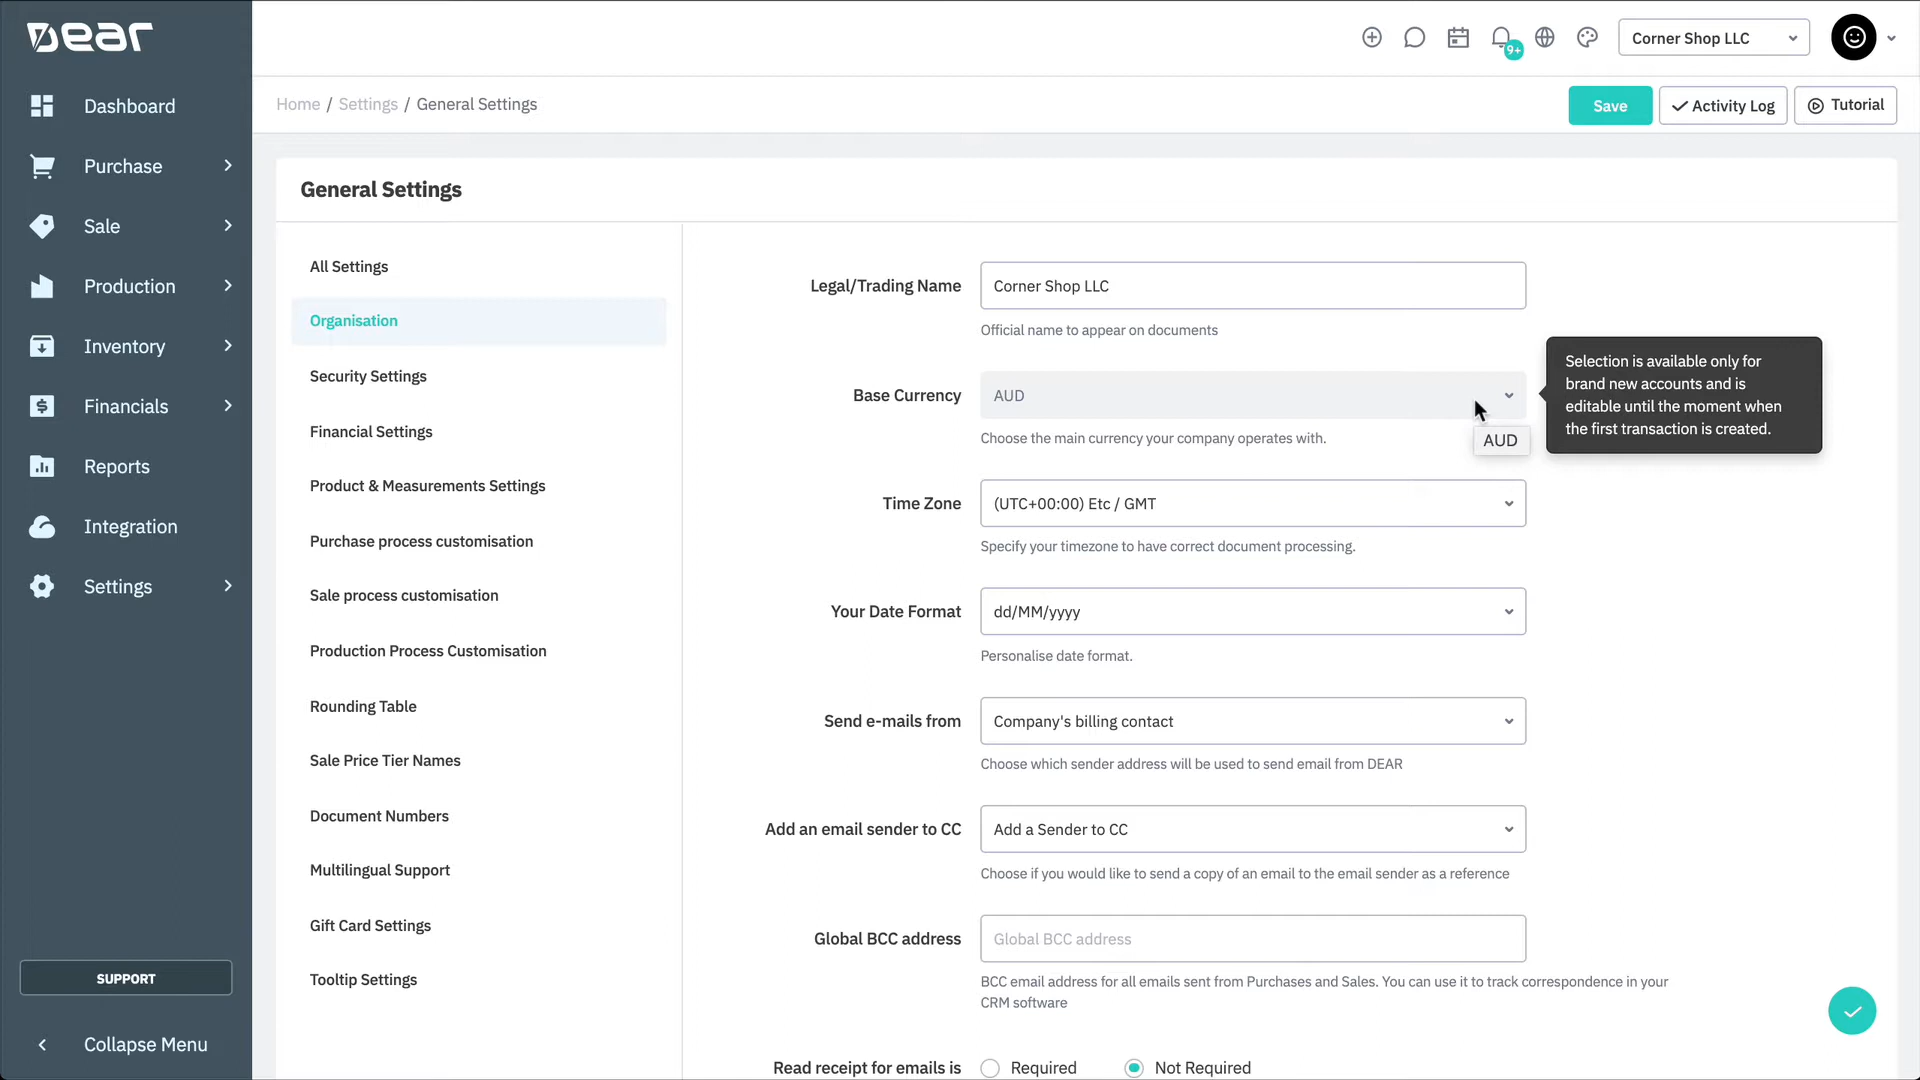 DEAR
9+
Corner Shop LLC
Home / Settings / General Settings
Save
Activity Log
Tutorial
Dashboard
Purchase
Sale
Production
Inventory
Financials
Reports
Integration
Settings
SUPPORT
Collapse Menu
General Settings
All Settings
Organisation
Security Settings
Financial Settings
Product & Measurements Settings
Purchase process customisation
Sale process customisation
Production Process Customisation
Rounding Table
Sale Price Tier Names
Document Numbers
Multilingual Support
Gift Card Settings
Tooltip Settings
Legal/Trading Name
Corner Shop LLC
Official name to appear on documents
Base Currency
AUD
Choose the main currency your company operates with.
AUD
Selection is available only for
brand new accounts and is
editable until the moment when
the first transaction is created.
Time Zone
(UTC+00:00) Etc / GMT
Specify your timezone to have correct document processing.
Your Date Format
dd/MM/yyyy
Personalise date format.
Send e-mails from
Company's billing contact
Choose which sender address will be used to send email from DEAR
Add an email sender to CC
Add a Sender to CC
Choose if you would like to send a copy of an email to the email sender as a reference
Global BCC address
Global BCC address
BCC email address for all emails sent from Purchases and Sales. You can use it to track correspondence in your
CRM software
Read receipt for emails is
Required
Not Required